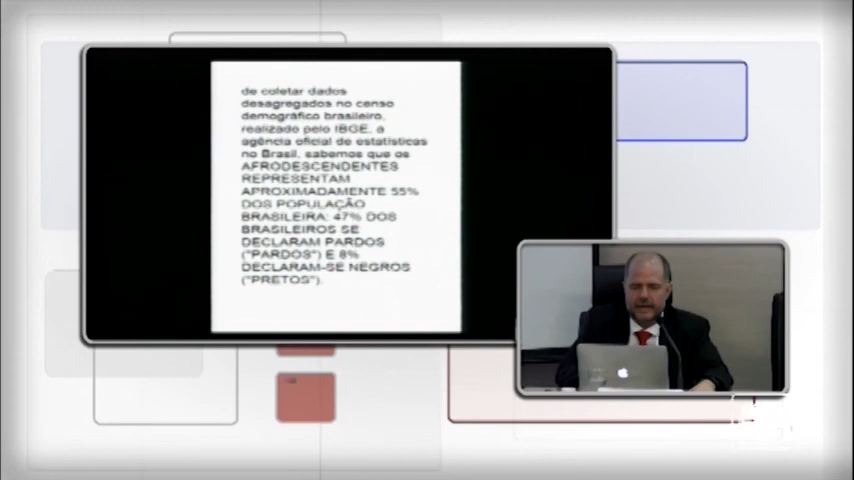 de coletar dados
desagregados no censo
demográfico brasileiro,
realizado pelo IBGE, a
agência oficial de estatísticas
no Brasil, sabemos que os
AFRODESCENDENTES
REPRESENTAM
APROXIMADAMENTE 55%
DOS POPULAÇÃO
BRASILEIRA: 47% DOS
BRASILEIROS SE
DECLARAM PARDOS
("PARDOS") E 8%
DECLARAM-SE NEGROS
("PRETOS").